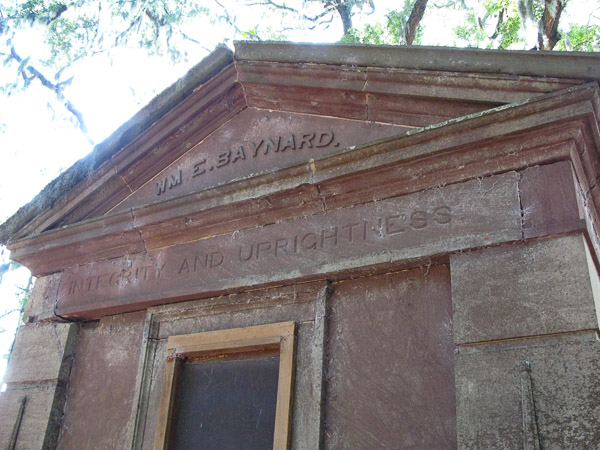 WM E. BAYNARD.
INTEGRITY AND UPRIGHTNESS